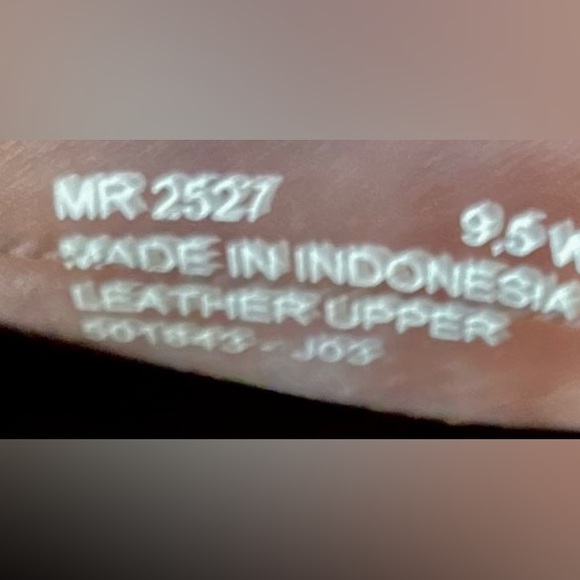 MR 2527 9.5 W
MADE IN INDONESIA
LEATHER UPPER